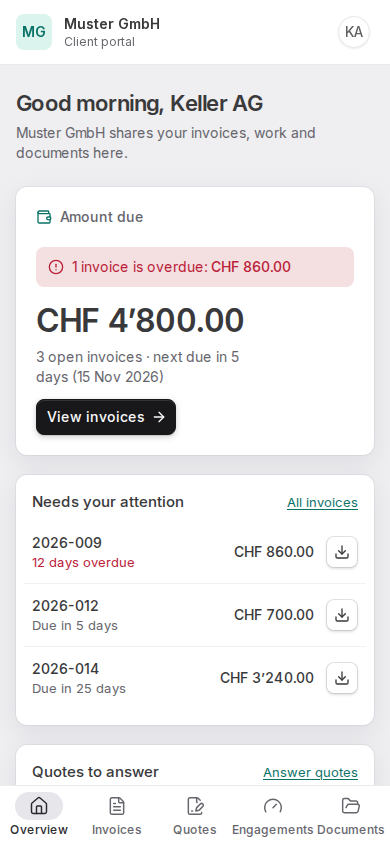 MG
Muster GmbH
Client portal
KA
Good morning, Keller AG
Muster GmbH shares your invoices, work and
documents here.
Amount due
1 invoice is overdue: CHF 860.00
CHF 4’800.00
3 open invoices · next due in 5
days (15 Nov 2026)
View invoices
Needs your attention
All invoices
2026-009
12 days overdue
CHF 860.00
2026-012
Due in 5 days
CHF 700.00
2026-014
Due in 25 days
CHF 3’240.00
Quotes to answer
Answer quotes
Overview
Invoices
Quotes
Engagements
Documents